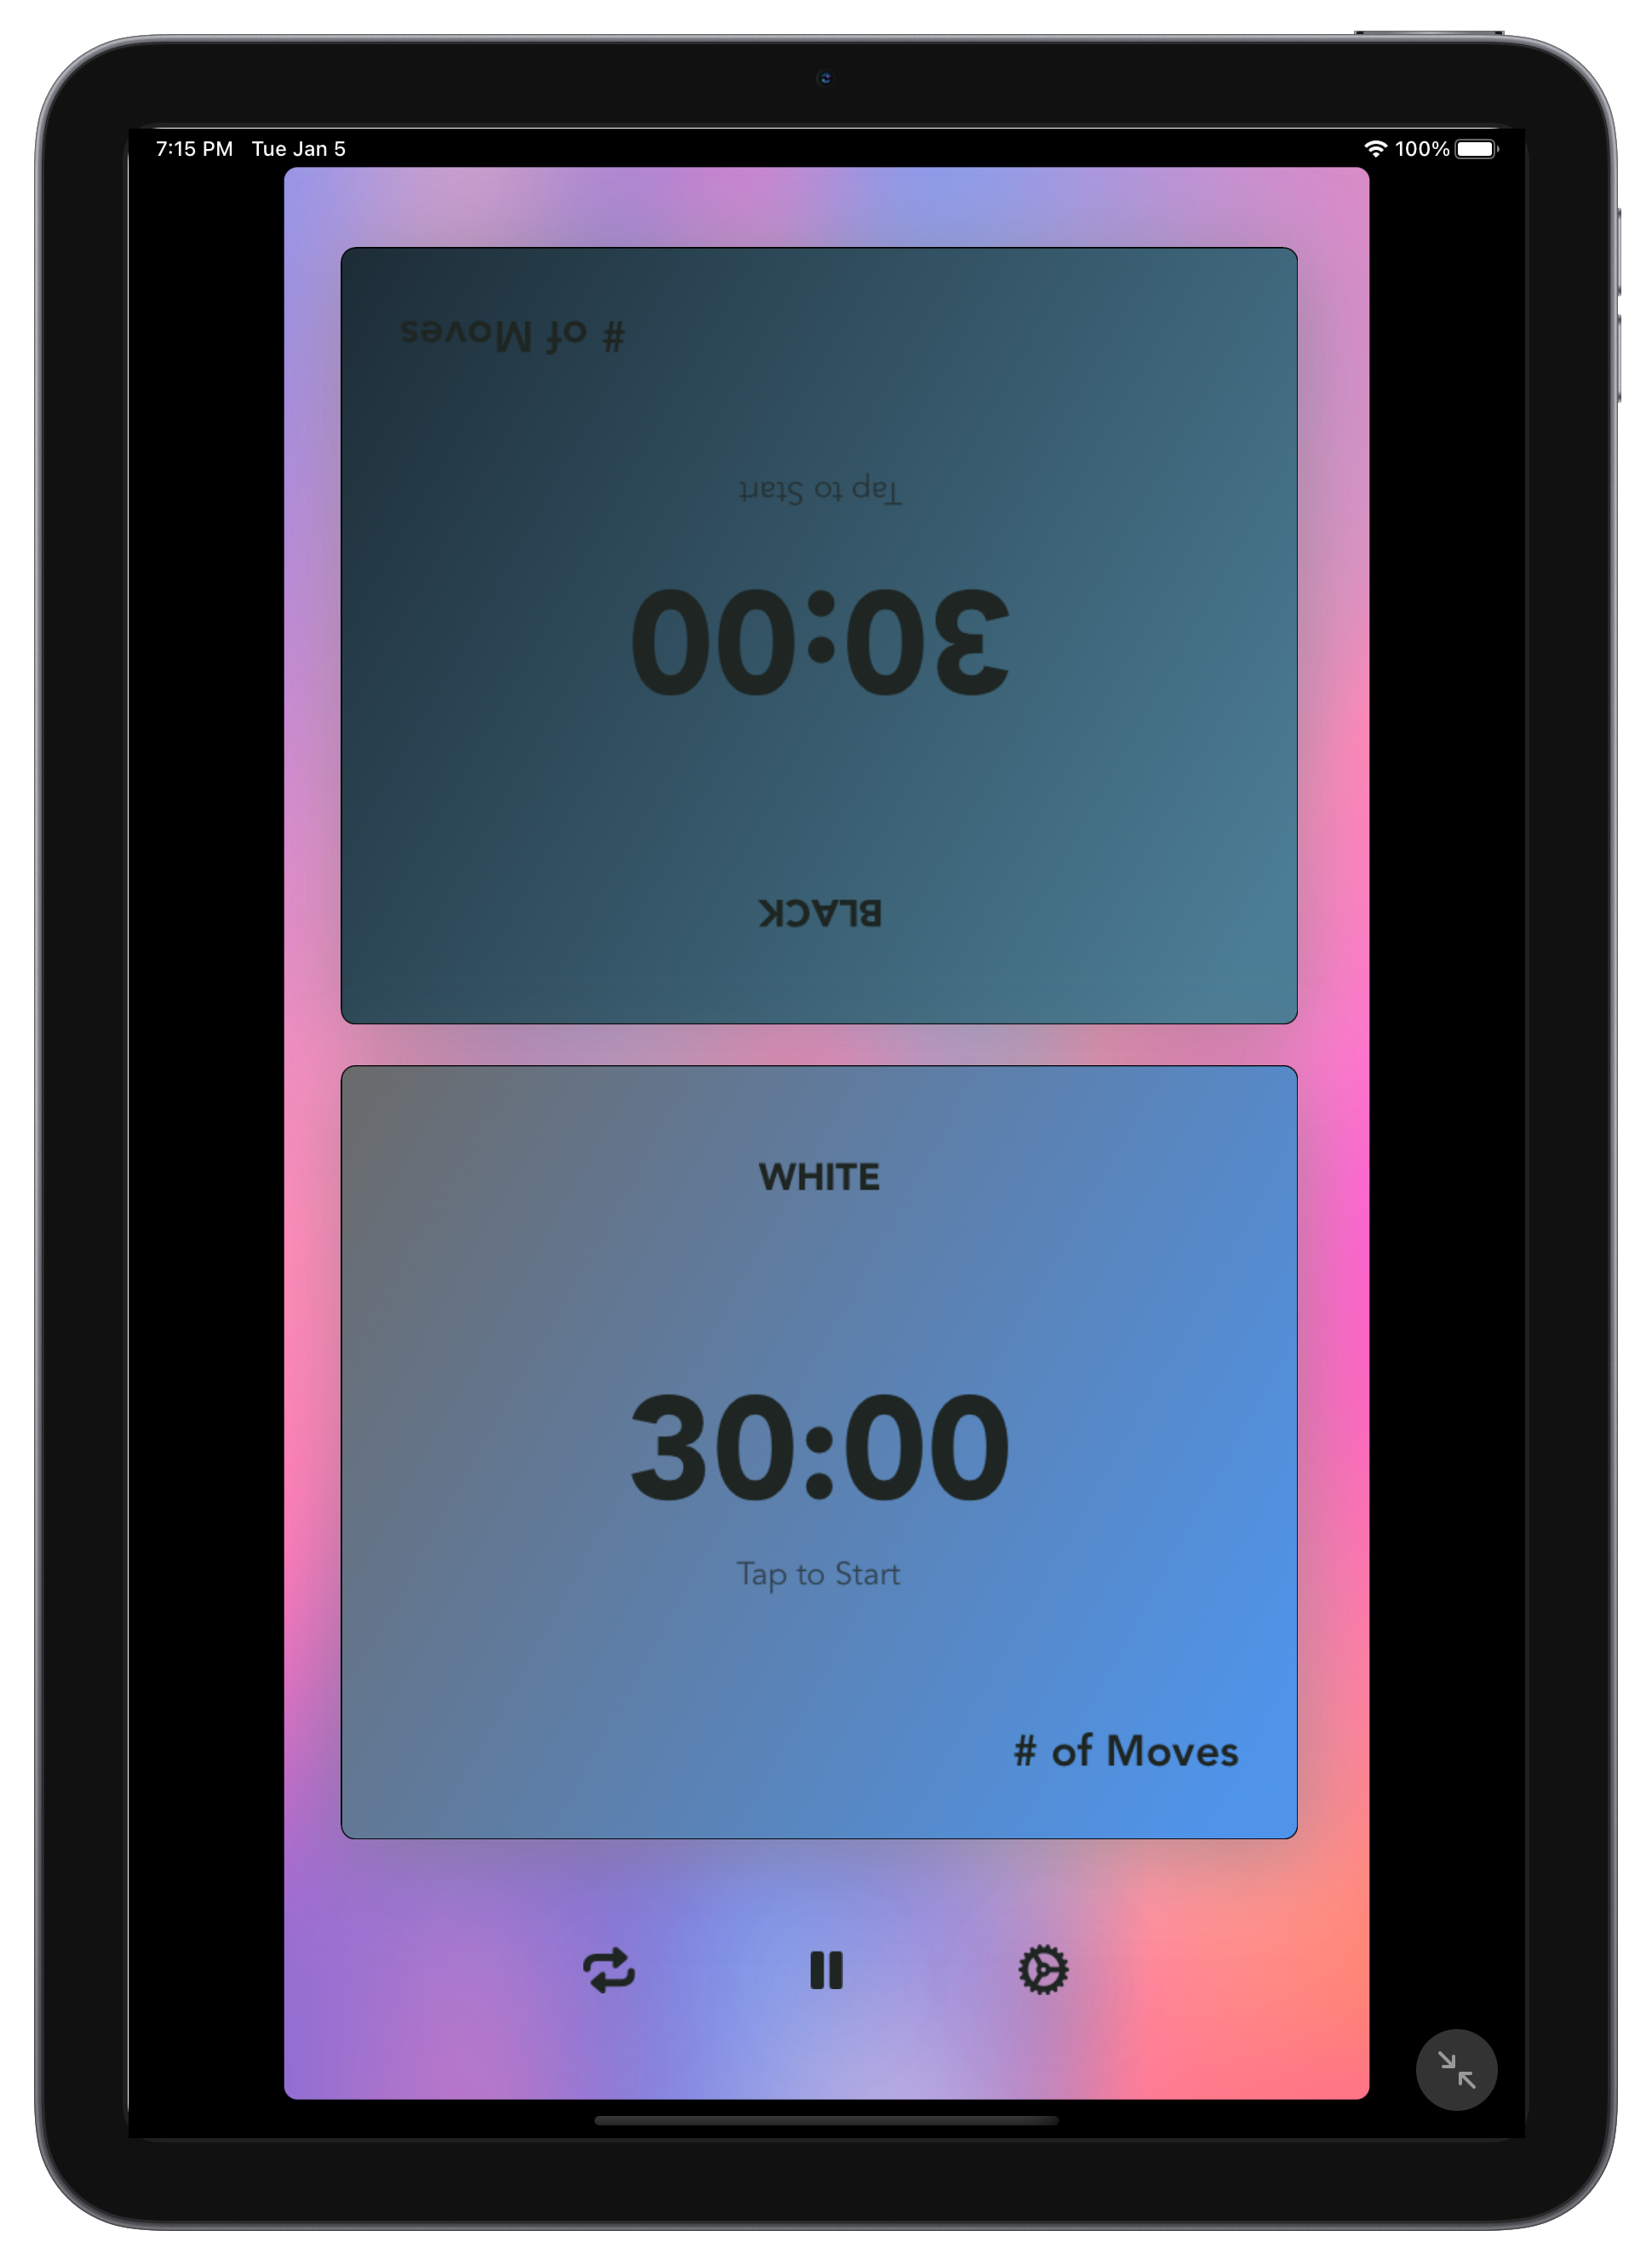 7:15 PM Tue Jan 5
100%
# of Moves
Tap to Start
30:00
BLACK
WHITE
30:00
Tap to Start
# of Moves